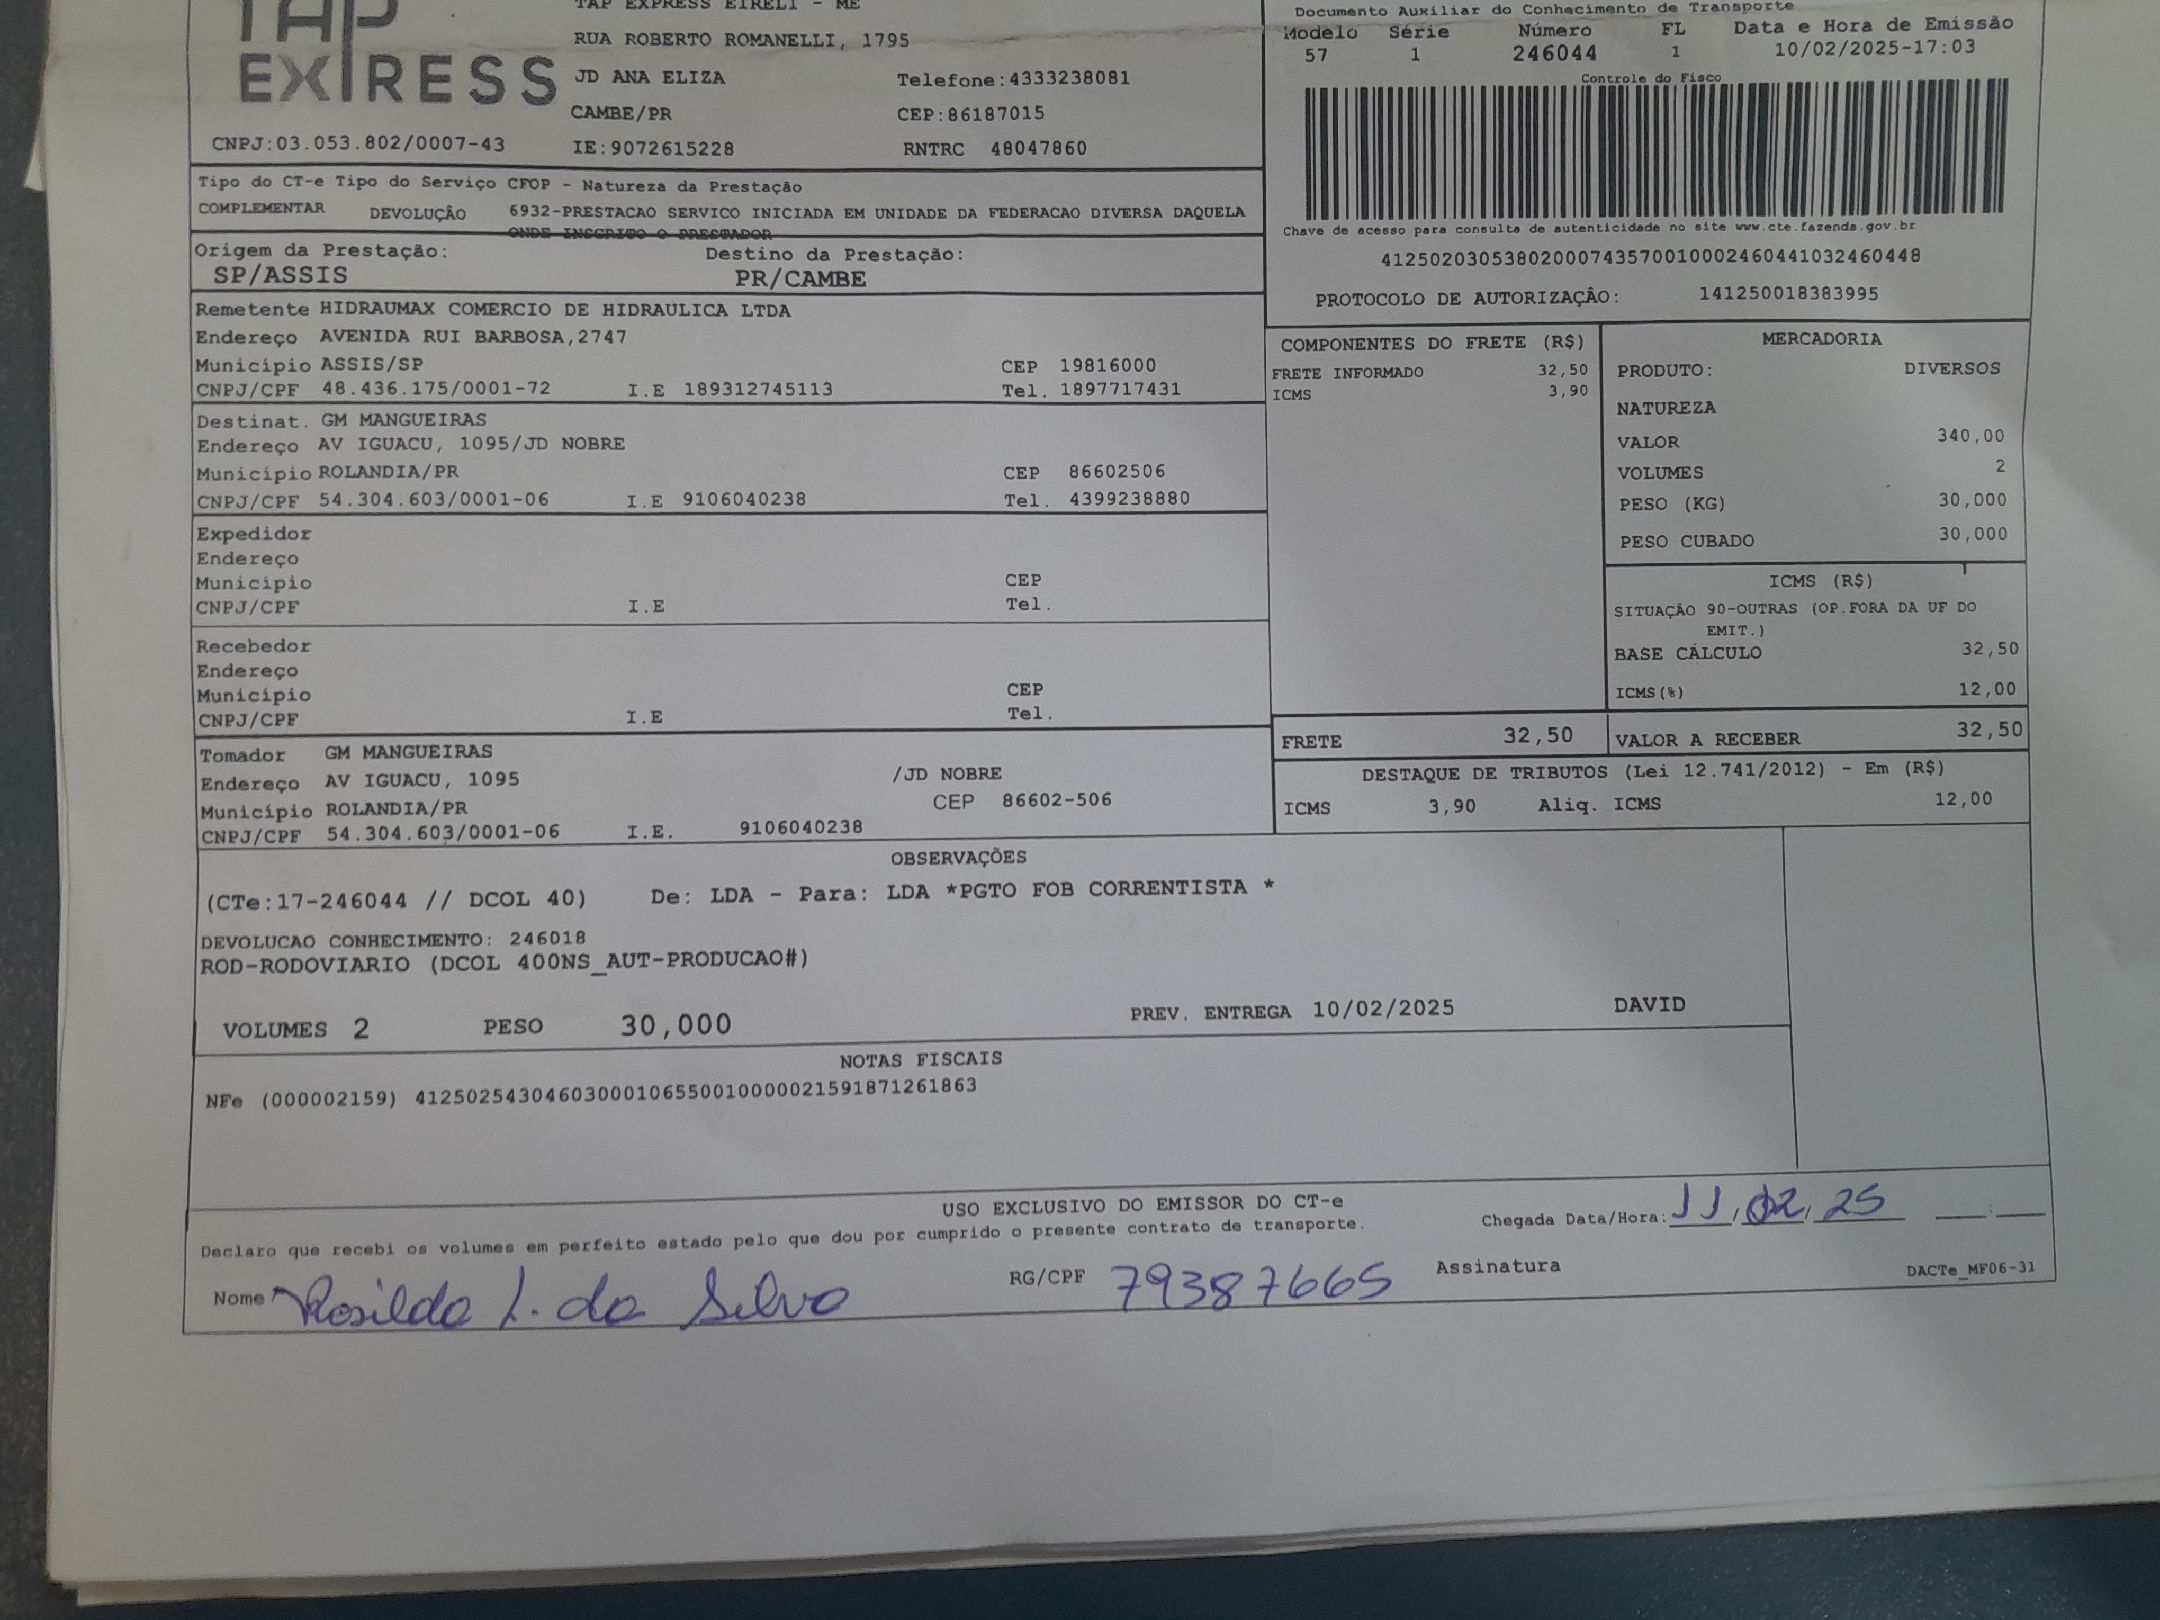 TAP
EXPRESS
TAP EXPRESS EIRELI - ME
RUA ROBERTO ROMANELLI, 1795
JD ANA ELIZA Telefone:4333238081
CAMBE/PR CEP:86187015
CNPJ:03.053.802/0007-43 IE:9072615228 RNTRC 48047860
Documento Auxiliar do Conhecimento de Transporte
Modelo Série Número FL Data e Hora de Emissão
57 1 246044 1 10/02/2025-17:03
Controle do Fisco
Chave de acesso para consulta de autenticidade no site www.cte.fazenda.gov.br
41250203053802000743570010002460441032460448
PROTOCOLO DE AUTORIZAÇÃO: 141250018383995
Tipo do CT-e Tipo do Serviço CFOP - Natureza da Prestação
COMPLEMENTAR DEVOLUÇÃO 6932-PRESTACAO SERVICO INICIADA EM UNIDADE DA FEDERACAO DIVERSA DAQUELA
ONDE INSCRITO O PRESTADOR
Origem da Prestação: Destino da Prestação:
SP/ASSIS PR/CAMBE
Remetente HIDRAUMAX COMERCIO DE HIDRAULICA LTDA
Endereço AVENIDA RUI BARBOSA,2747
Município ASSIS/SP CEP 19816000
CNPJ/CPF 48.436.175/0001-72 I.E 189312745113 Tel. 1897717431
Destinat. GM MANGUEIRAS
Endereço AV IGUACU, 1095/JD NOBRE
Município ROLANDIA/PR CEP 86602506
CNPJ/CPF 54.304.603/0001-06 I.E 9106040238 Tel. 4399238880
Expedidor
Endereço
Município CEP
CNPJ/CPF I.E Tel.
Recebedor
Endereço
Município CEP
CNPJ/CPF I.E Tel.
Tomador GM MANGUEIRAS
Endereço AV IGUACU, 1095 /JD NOBRE
Município ROLANDIA/PR CEP 86602-506
CNPJ/CPF 54.304.603/0001-06 I.E. 9106040238
COMPONENTES DO FRETE (R$)
FRETE INFORMADO 32,50
ICMS 3,90
MERCADORIA
PRODUTO: DIVERSOS
NATUREZA
VALOR 340,00
VOLUMES 2
PESO (KG) 30,000
PESO CUBADO 30,000
ICMS (R$)
SITUAÇÃO 90-OUTRAS (OP.FORA DA UF DO
EMIT.)
BASE CÁLCULO 32,50
ICMS(%) 12,00
FRETE 32,50 VALOR A RECEBER 32,50
DESTAQUE DE TRIBUTOS (Lei 12.741/2012) - Em (R$)
ICMS 3,90 Aliq. ICMS 12,00
OBSERVAÇÕES
(CTe:17-246044 // DCOL 40) De: LDA - Para: LDA *PGTO FOB CORRENTISTA *
DEVOLUCAO CONHECIMENTO: 246018
ROD-RODOVIARIO (DCOL 400NS_AUT-PRODUCAO#)
VOLUMES 2 PESO 30,000 PREV. ENTREGA 10/02/2025 DAVID
NOTAS FISCAIS
NFe (000002159) 41250254304603000106550010000021591871261863
USO EXCLUSIVO DO EMISSOR DO CT-e
Declaro que recebi os volumes em perfeito estado pelo que dou por cumprido o presente contrato de transporte. Chegada Data/Hora: 11/02/25 __:__
Nome Rosilda L. da Silva RG/CPF 79387665 Assinatura DACTe_MF06-31